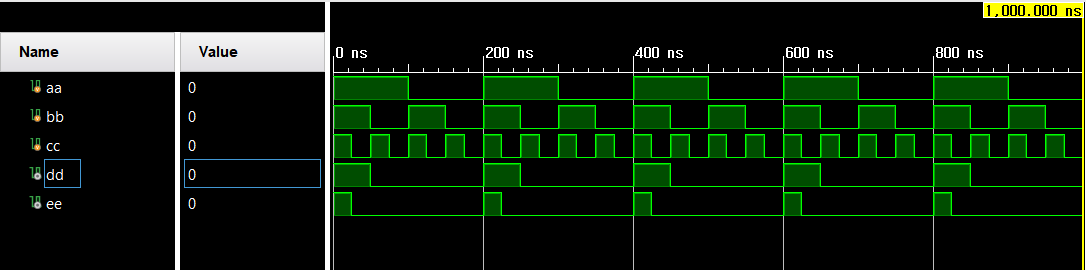 1,000.000 ns
Name Value
0 ns 200 ns 400 ns 600 ns 800 ns
aa 0
bb 0
cc 0
dd 0
ee 0